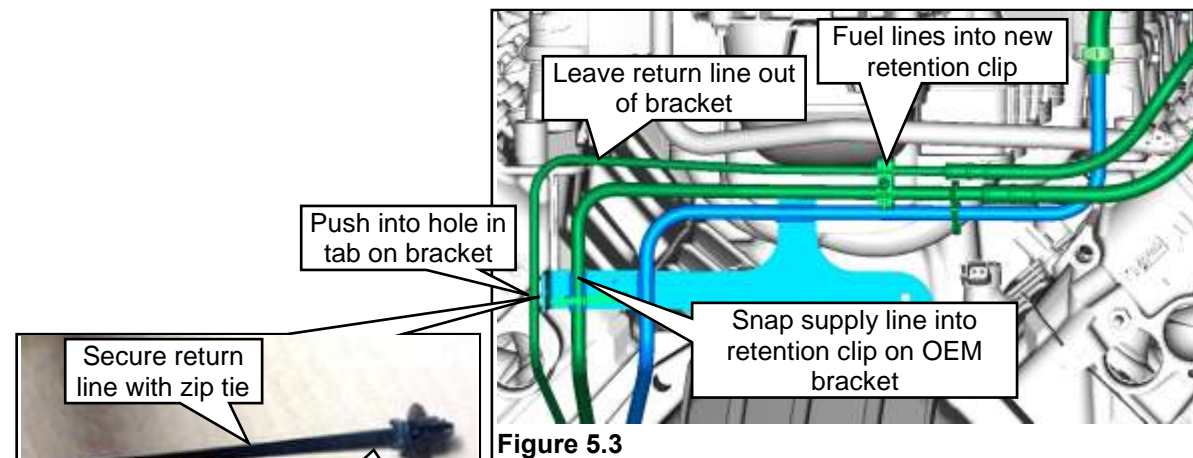 Fuel lines into new
retention clip
Leave return line out
of bracket
Push into hole in
tab on bracket
Snap supply line into
retention clip on OEM
bracket
Secure return
line with zip tie
Figure 5.3